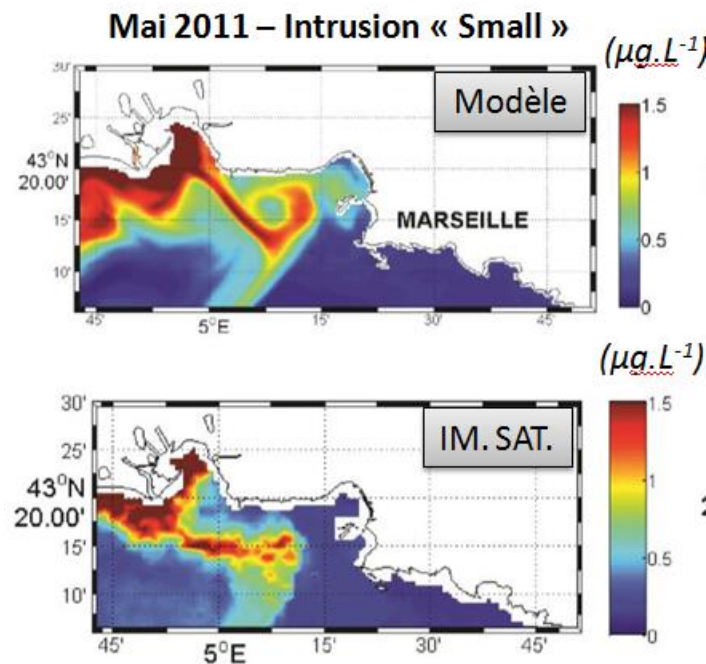 Mai 2011 – Intrusion « Small »
(µg.L-1)
Modèle
30'
25'
43°N
20.00'
15'
10'
MARSEILLE
45'
5°E
15'
30'
45'
1.5
1
0.5
0
(µg.L-1)
IM. SAT.
30'
25'
43°N
20.00'
15'
10'
45'
5°E
15'
30'
45'
1.5
1
0.5
0